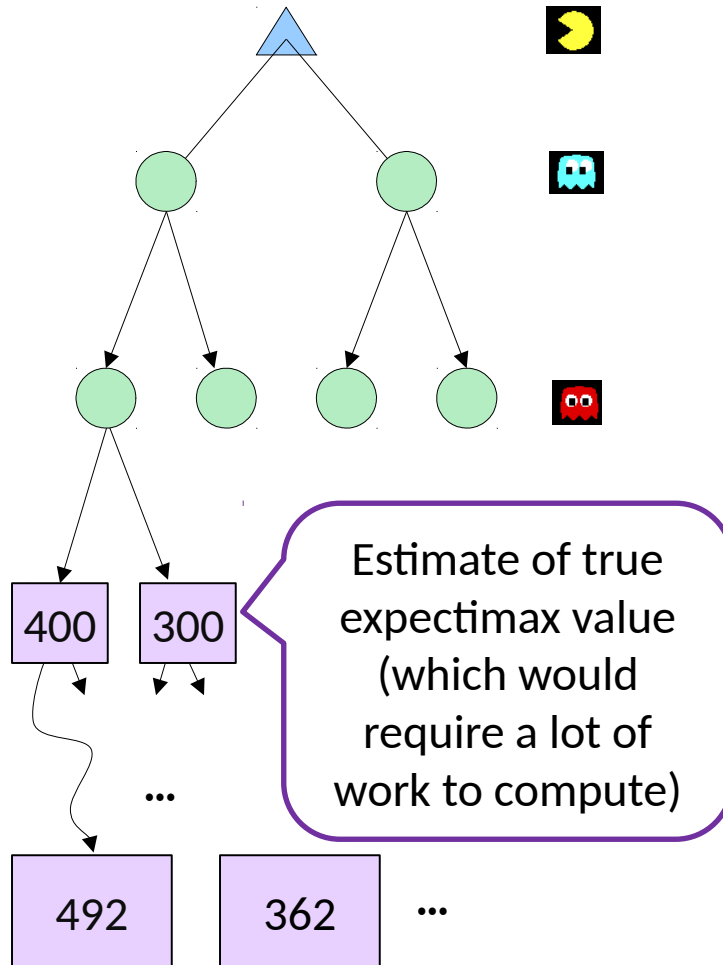 Estimate of true
expectimax value
(which would
require a lot of
work to compute)
400 300
...
492 362 ...